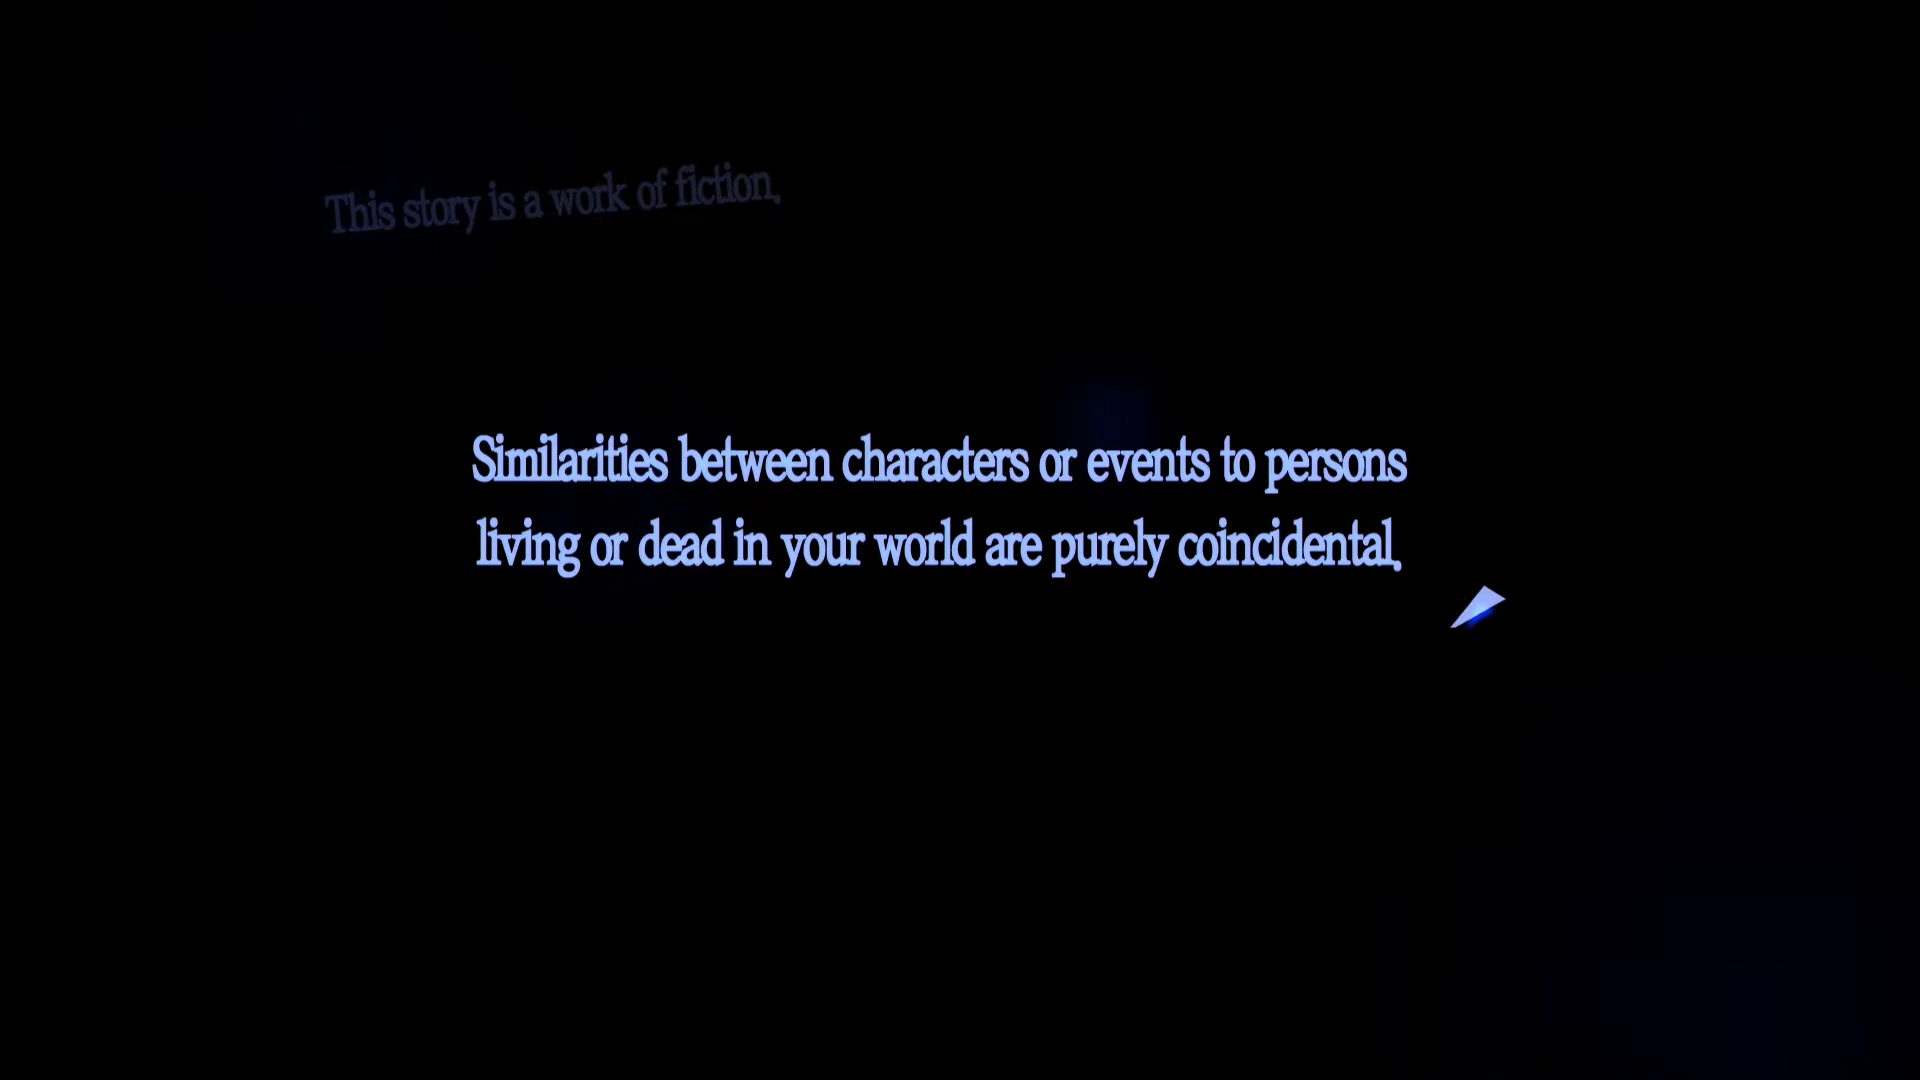 This story is a work of fiction.
Similarities between characters or events to persons
living or dead in your world are purely coincidental.